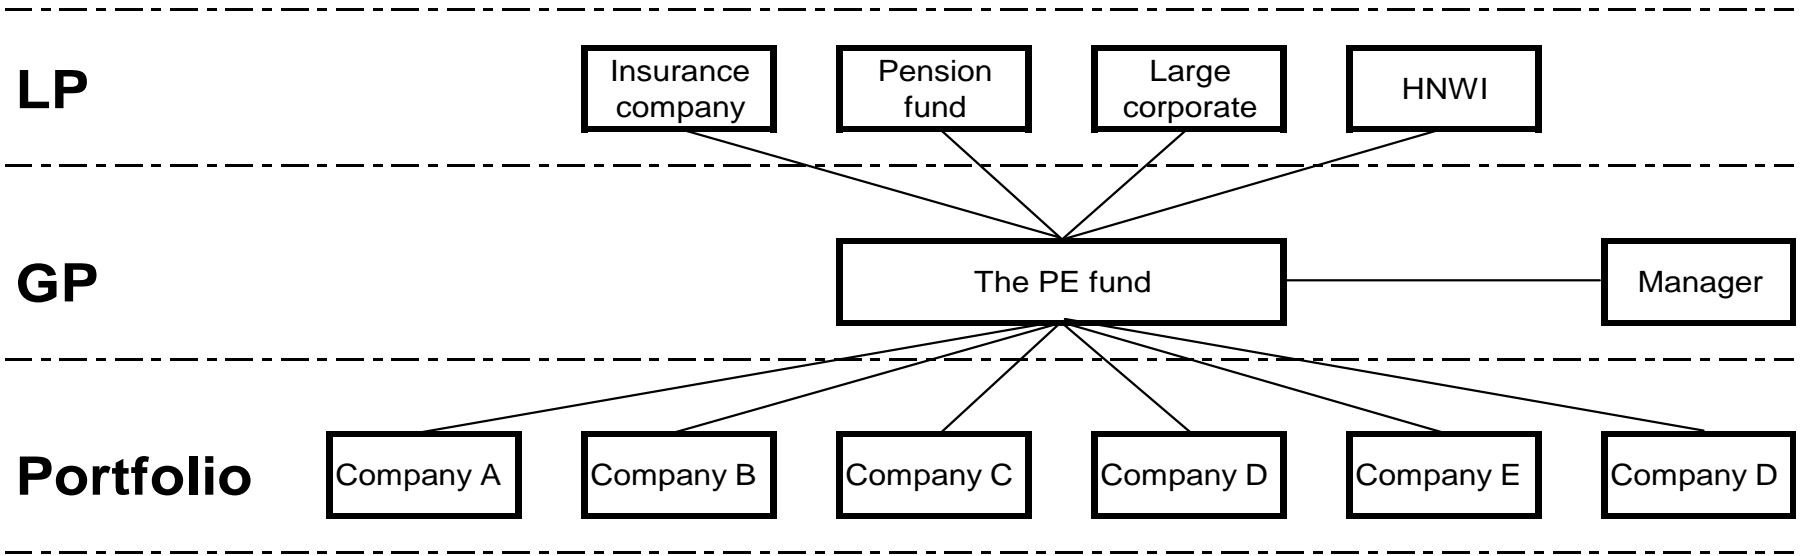 LP
Insurance
company
Pension
fund
Large
corporate
HNWI
GP
The PE fund
Manager
Portfolio
Company A
Company B
Company C
Company D
Company E
Company D